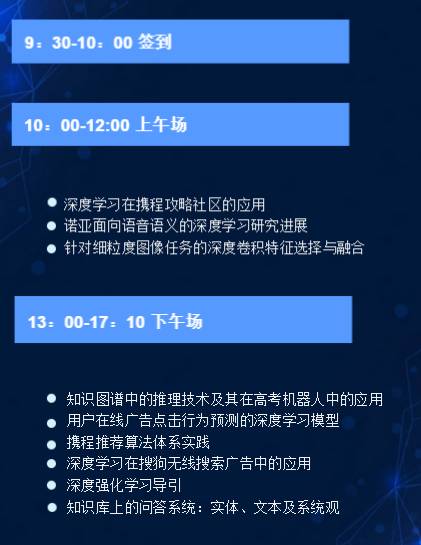 9：30-10：00 签到
10：00-12:00 上午场
深度学习在携程攻略社区的应用
诺亚面向语音语义的深度学习研究进展
针对细粒度图像任务的深度卷积特征选择与融合
13：00-17：10 下午场
知识图谱中的推理技术及其在高考机器人中的应用
用户在线广告点击行为预测的深度学习模型
携程推荐算法体系实践
深度学习在搜狗无线搜索广告中的应用
深度强化学习导引
知识库上的问答系统：实体、文本及系统观